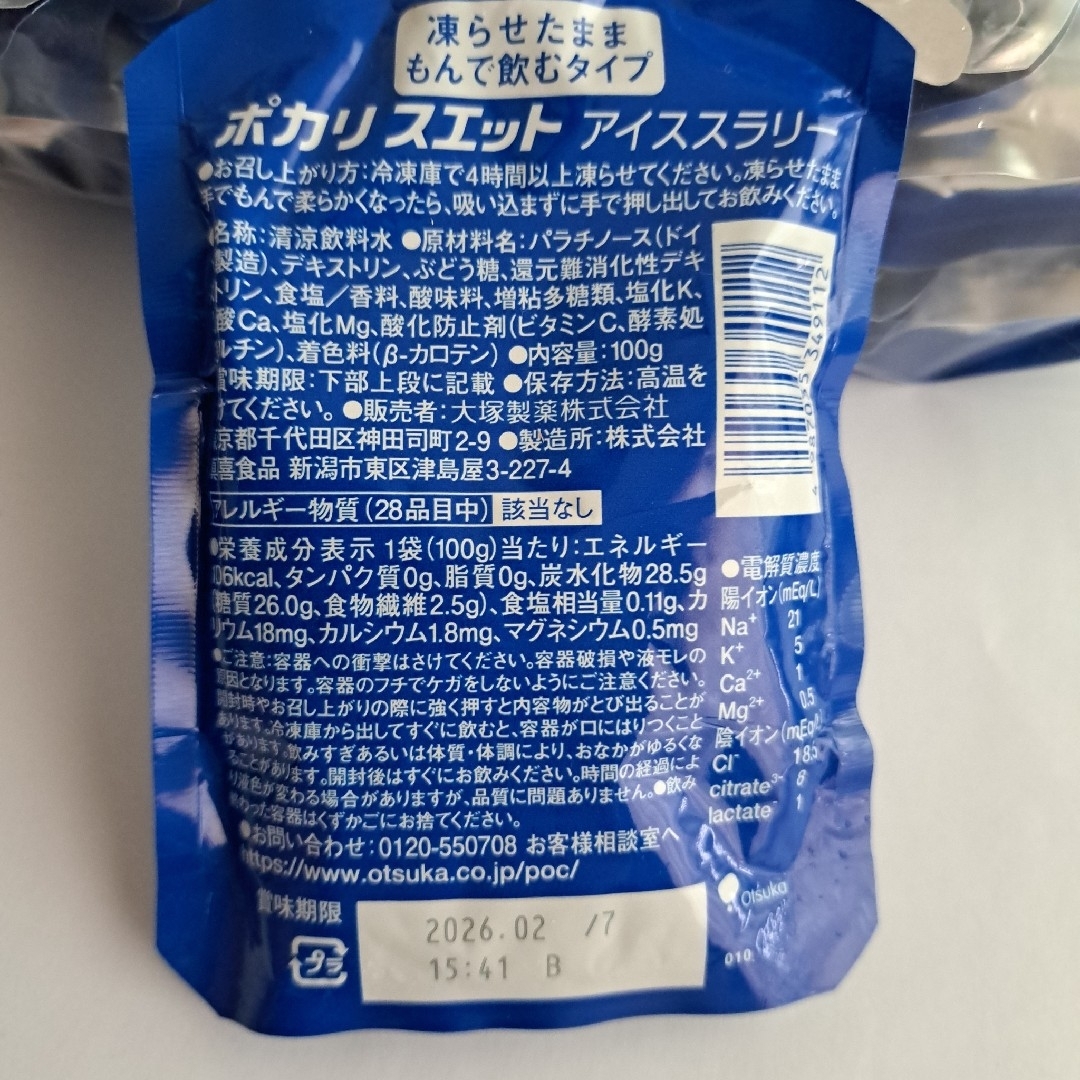 凍らせたまま
もんで飲むタイプ
ポカリスエット アイススラリー
●お召し上がり方:冷凍庫で4時間以上凍らせてください。凍らせたまま
手でもんで柔らかくなったら、吸い込まずに手で押し出してお飲みください。
●名称:清涼飲料水 ●原材料名:パラチノース(ドイ
製造)、デキストリン、ぶどう糖、還元難消化性デキ
トリン、食塩/香料、酸味料、増粘多糖類、塩化K、
酸Ca、塩化Mg、酸化防止剤(ビタミンC、酵素処
ルチン)、着色料(β-カロテン) ●内容量:100g
賞味期限:下部上段に記載 ●保存方法:高温を
けてください。 ●販売者:大塚製薬株式会社
京都千代田区神田司町2-9 ●製造所:株式会社
喜食品 新潟市東区津島屋3-227-4
アレルギー物質(28品目中) 該当なし
●栄養成分表示 1袋(100g)当たり:エネルギー
106kcal、タンパク質0g、脂質0g、炭水化物28.5g
糖質26.0g、食物繊維2.5g)、食塩相当量0.11g、カ
リウム18mg、カルシウム1.8mg、マグネシウム0.5mg
●ご注意:容器への衝撃はさけてください。容器破損や液モレの
原因となります。容器のフチでケガをしないようにご注意ください。
開封時やお召し上がりの際に強く押すと内容物がとび出ることが
あります。冷凍庫から出してすぐに飲むと、容器が口にはりつくこと
があります。飲みすぎあるいは体質・体調により、おなかがゆるくな
ることがあります。開封後はすぐにお飲みください。時間の経過によ
り液色が変わる場合がありますが、品質に問題ありません。●飲み
終わった容器はくずかごにお捨てください。
●お問い合わせ:0120-550708 お客様相談室へ
https://www.otsuka.co.jp/poc/
●電解質濃度
陽イオン(mEq/L)
Na⁺ 21
K⁺ 5
Ca²⁺ 1
Mg²⁺ 0.5
陰イオン(mEq/L)
Cl⁻ 18.5
citrate³⁻ 6
lactate⁻ 1
Otsuka
賞味期限
2026.02 /7
15:41 B
プラ
010